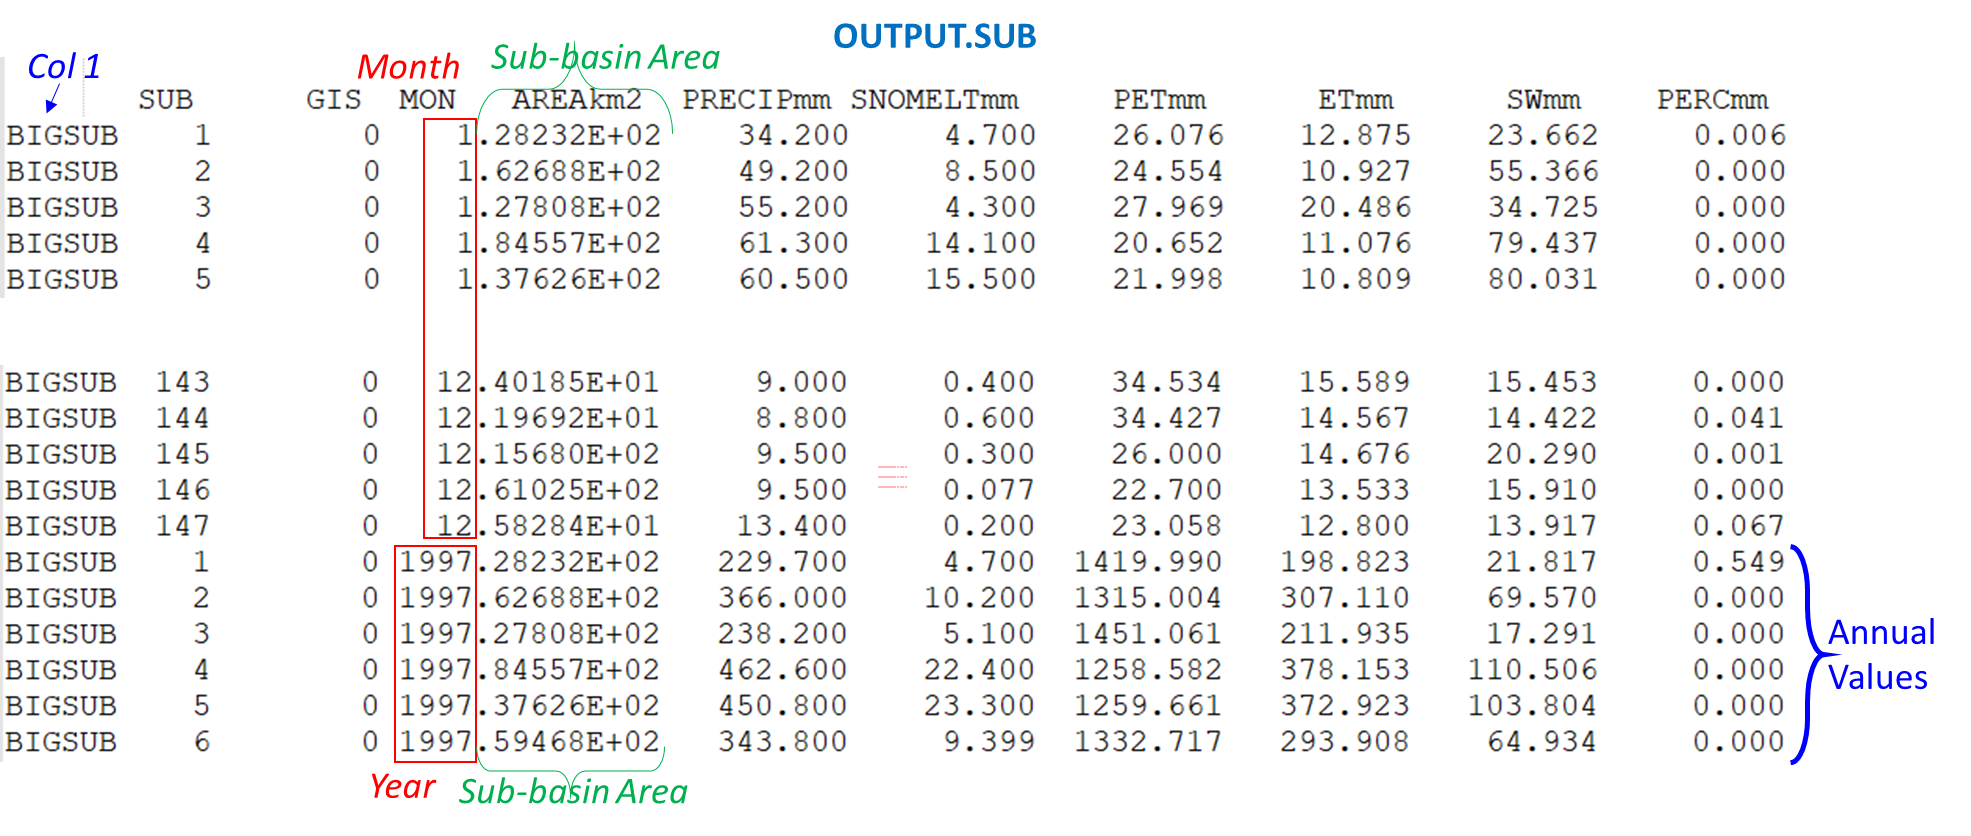 OUTPUT.SUB
Col 1 Month Sub-basin Area
SUB GIS MON AREAkm2 PRECIPmm SNOMELTmm PETmm ETmm SWmm PERCmm
BIGSUB 1 0 1.28232E+02 34.200 4.700 26.076 12.875 23.662 0.006
BIGSUB 2 0 1.62688E+02 49.200 8.500 24.554 10.927 55.366 0.000
BIGSUB 3 0 1.27808E+02 55.200 4.300 27.969 20.486 34.725 0.000
BIGSUB 4 0 1.84557E+02 61.300 14.100 20.652 11.076 79.437 0.000
BIGSUB 5 0 1.37626E+02 60.500 15.500 21.998 10.809 80.031 0.000
BIGSUB 143 0 12.40185E+01 9.000 0.400 34.534 15.589 15.453 0.000
BIGSUB 144 0 12.19692E+01 8.800 0.600 34.427 14.567 14.422 0.041
BIGSUB 145 0 12.15680E+02 9.500 0.300 26.000 14.676 20.290 0.001
BIGSUB 146 0 12.61025E+02 9.500 0.077 22.700 13.533 15.910 0.000
BIGSUB 147 0 12.58284E+01 13.400 0.200 23.058 12.800 13.917 0.067
BIGSUB 1 0 1997.28232E+02 229.700 4.700 1419.990 198.823 21.817 0.549
BIGSUB 2 0 1997.62688E+02 366.000 10.200 1315.004 307.110 69.570 0.000
BIGSUB 3 0 1997.27808E+02 238.200 5.100 1451.061 211.935 17.291 0.000
BIGSUB 4 0 1997.84557E+02 462.600 22.400 1258.582 378.153 110.506 0.000
BIGSUB 5 0 1997.37626E+02 450.800 23.300 1259.661 372.923 103.804 0.000
BIGSUB 6 0 1997.59468E+02 343.800 9.399 1332.717 293.908 64.934 0.000
Annual
Values
Year Sub-basin Area